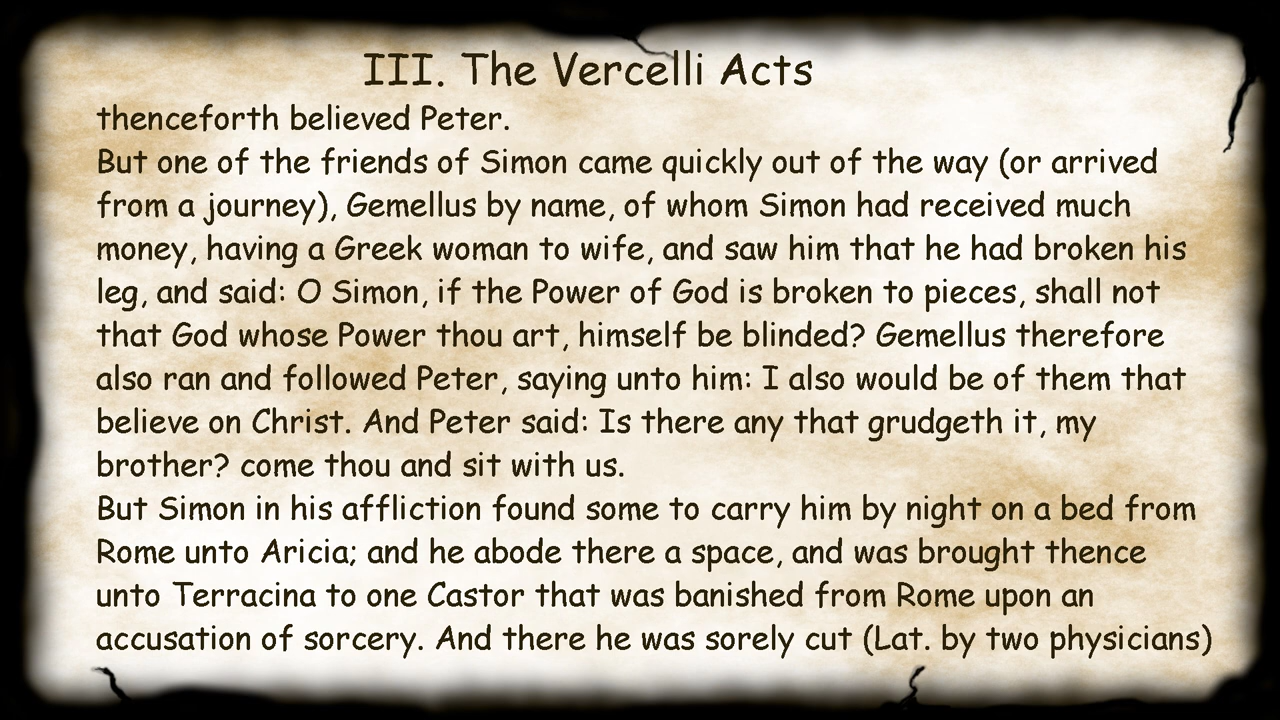 III. The Vercelli Acts
thenceforth believed Peter.
But one of the friends of Simon came quickly out of the way (or arrived
from a journey), Gemellus by name, of whom Simon had received much
money, having a Greek woman to wife, and saw him that he had broken his
leg, and said: O Simon, if the Power of God is broken to pieces, shall not
that God whose Power thou art, himself be blinded? Gemellus therefore
also ran and followed Peter, saying unto him: I also would be of them that
believe on Christ. And Peter said: Is there any that grudgeth it, my
brother? come thou and sit with us.
But Simon in his affliction found some to carry him by night on a bed from
Rome unto Aricia; and he abode there a space, and was brought thence
unto Terracina to one Castor that was banished from Rome upon an
accusation of sorcery. And there he was sorely cut (Lat. by two physicians)